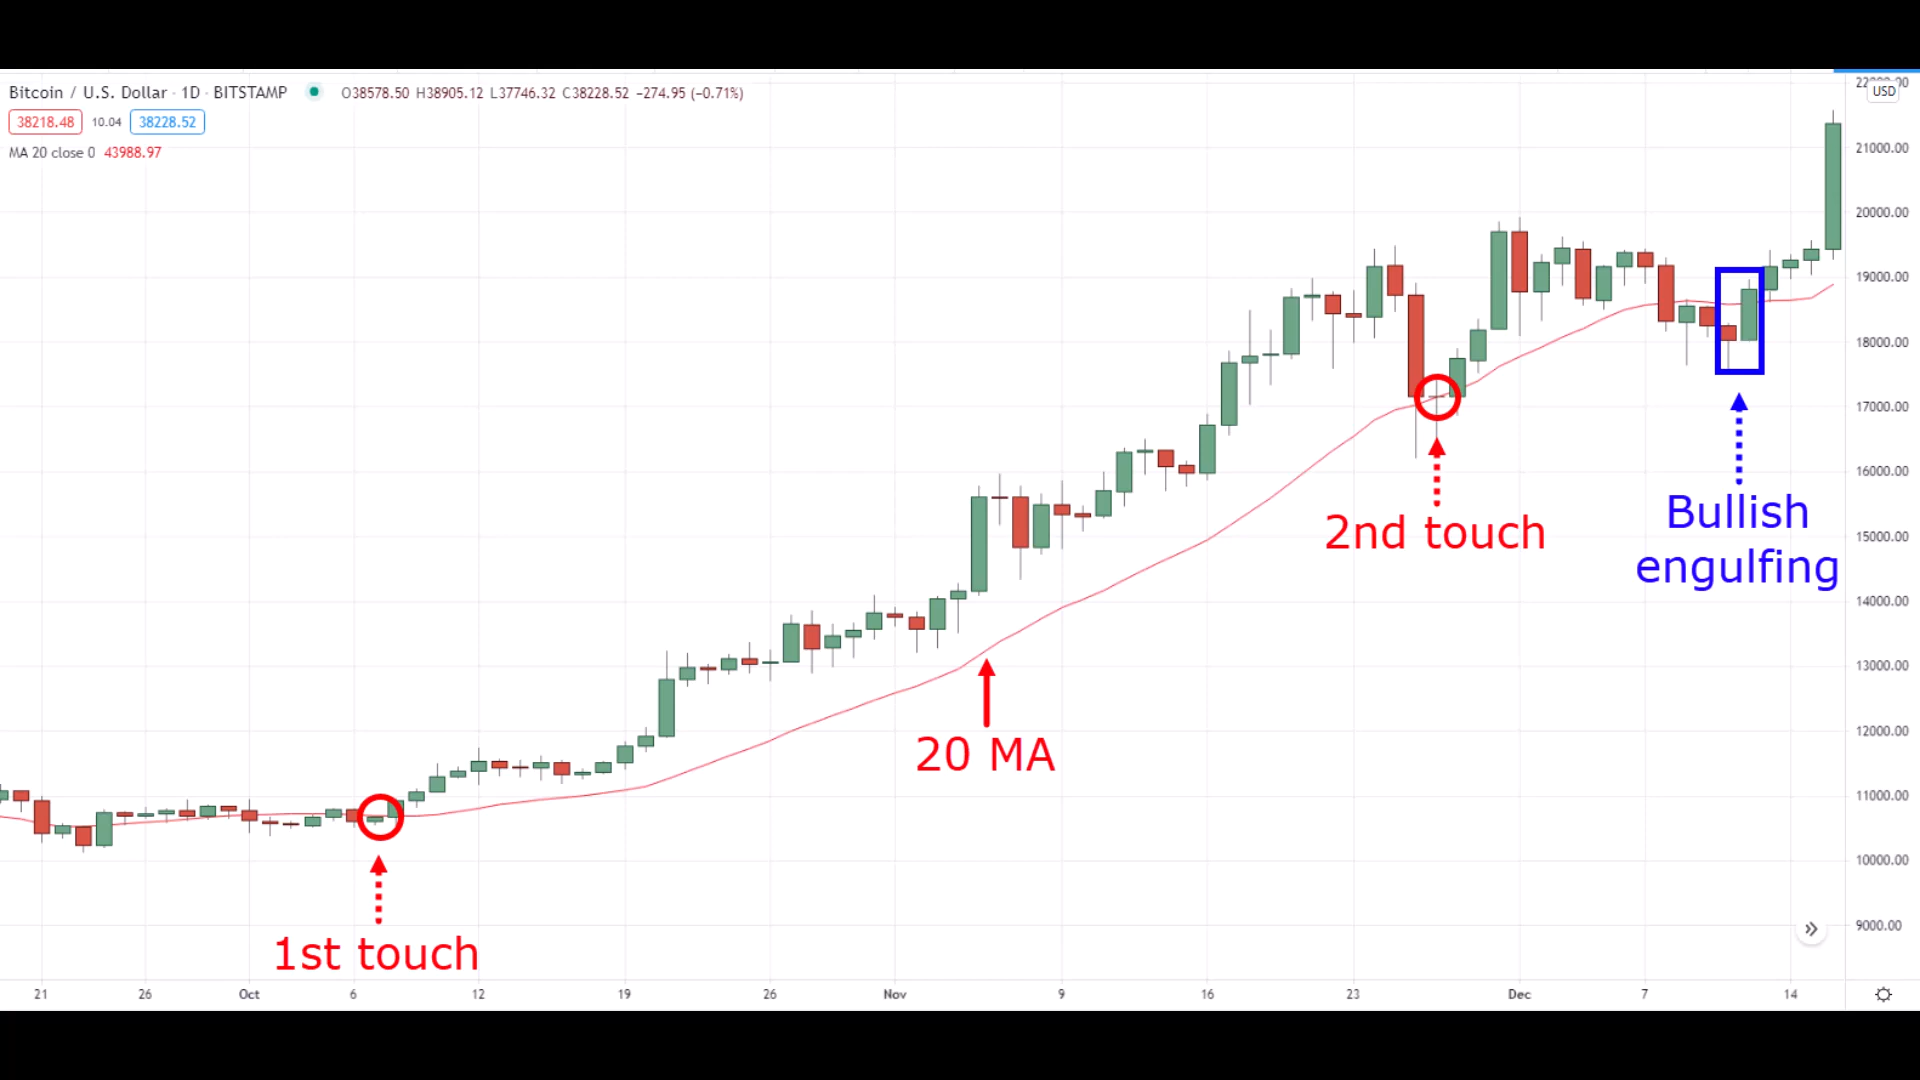 Bitcoin / U.S. Dollar · 1D · BITSTAMP O38578.50 H38905.12 L37746.32 C38228.52 −274.95 (−0.71%)
38218.48 10.04 38228.52
MA 20 close 0 43988.97
USD
21000.00
20000.00
19000.00
18000.00
17000.00
16000.00
15000.00
14000.00
13000.00
12000.00
11000.00
10000.00
9000.00
Bullish
engulfing
2nd touch
20 MA
1st touch
21 26 Oct 6 12 19 26 Nov 9 16 23 Dec 7 14